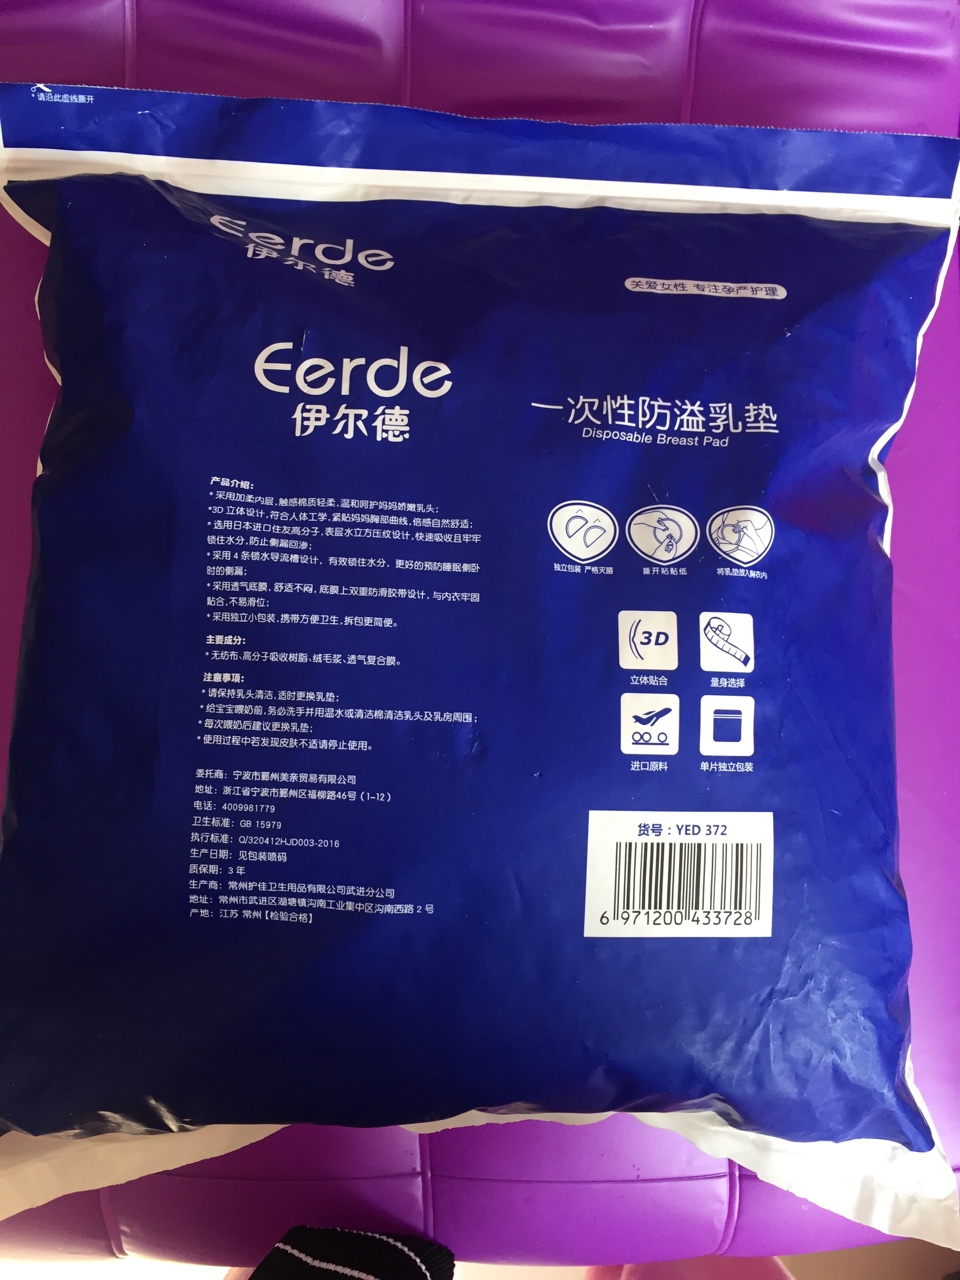 *请沿此虚线撕开
Eerde
伊尔德
关爱女性 专注孕产护理
Eerde
伊尔德
一次性防溢乳垫
Disposable Breast Pad
产品介绍:
*采用加柔内层,触感棉质轻柔,温和呵护妈妈娇嫩乳头;
*3D 立体设计,符合人体工学,紧贴妈妈胸部曲线,倍感自然舒适;
*选用日本进口住友高分子,表层水立方压纹设计,快速吸收且牢牢
锁住水分,防止侧漏回渗;
*采用 4 条锁水导流槽设计,有效锁住水分,更好的预防睡眠侧卧
时的侧漏;
*采用透气底膜,舒适不闷,底膜上双重防滑胶带设计,与内衣牢固
贴合,不易滑位;
*采用独立小包装,携带方便卫生,拆包更简便。
主要成分:
*无纺布、高分子吸收树脂、绒毛浆、透气复合膜。
注意事项:
*请保持乳头清洁,适时更换乳垫;
*给宝宝喂奶前,务必洗手并用温水或清洁棉清洁乳头及乳房周围;
*每次喂奶后建议更换乳垫;
*使用过程中若发现皮肤不适请停止使用。
委托商:宁波市鄞州美亲贸易有限公司
地址:浙江省宁波市鄞州区福柳路46号(1-12)
电话:4009981779
卫生标准:GB 15979
执行标准:Q/320412HJD003-2016
生产日期:见包装喷码
质保期:3 年
生产商:常州护佳卫生用品有限公司武进分公司
地址:常州市武进区湖塘镇沟南工业集中区沟南西路 2 号
产地:江苏 常州【检验合格】
独立包装 严格灭菌
撕开粘贴纸
将乳垫放入胸衣内
3D
立体贴合
量身选择
进口原料
单片独立包装
货号:YED 372
6 971200 433728